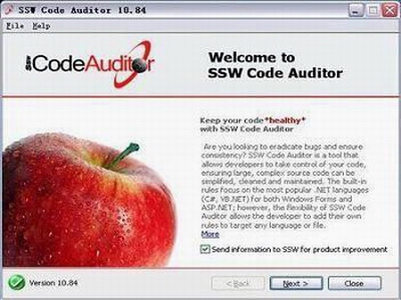 SSW Code Auditor 10.84
File Help
SSW CodeAuditor
Welcome to
SSW Code Auditor
Keep your code *healthy*
with SSW Code Auditor
Are you looking to eradicate bugs and ensure
consistency? SSW Code Auditor is a tool that
allows developers to take control of your code,
ensuring large, complex source code can be
simplified, cleaned and maintained. The built-in
rules focus on the most popular .NET languages
(C#, VB.NET) for both Windows Forms and
ASP.NET; however, the flexibility of SSW Code
Auditor allows the developer to add their own
rules to target any language or file.
More
Send information to SSW for product improvement
Version 10.84
< Back
Next >
Close